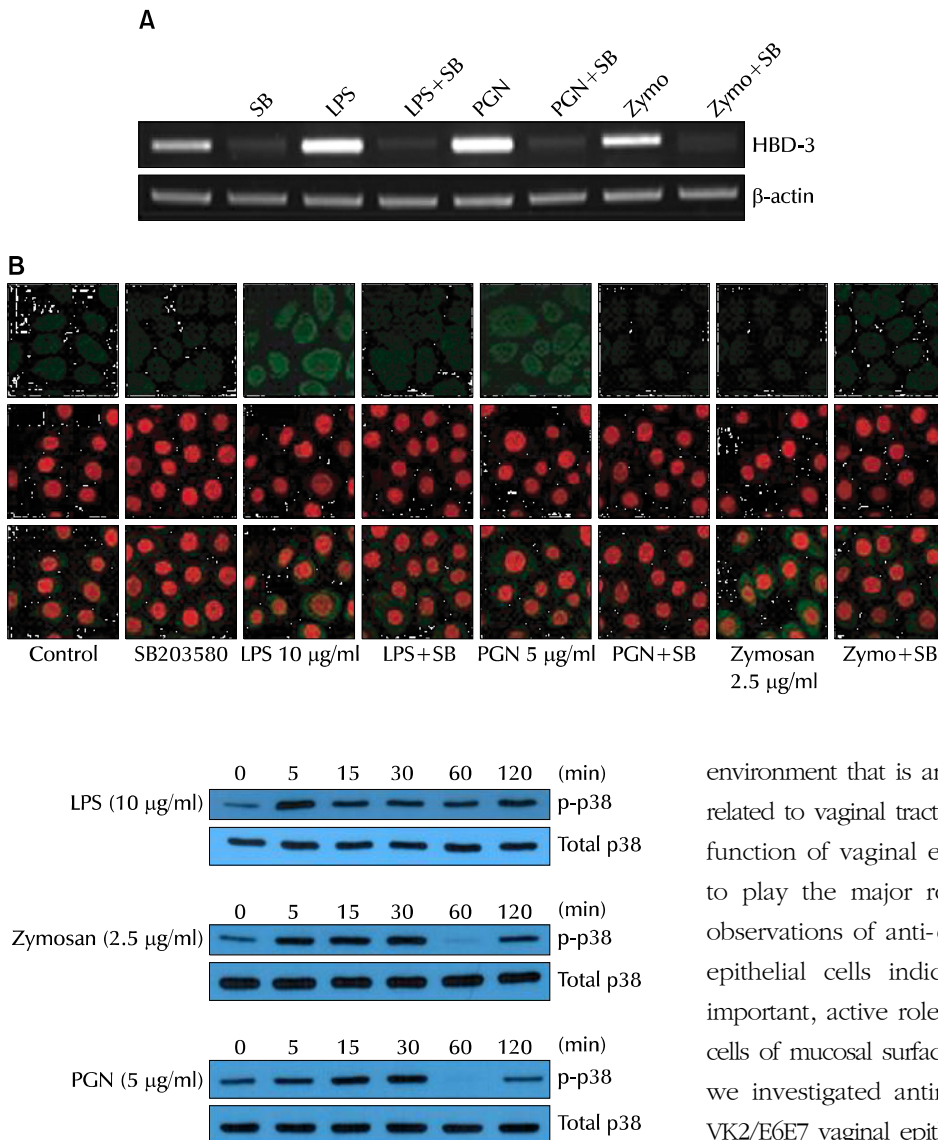 A
SB LPS LPS+SB PGN PGN+SB Zymo Zymo+SB
HBD-3
β-actin
B
Control SB203580 LPS 10 μg/ml LPS+SB PGN 5 μg/ml PGN+SB Zymosan Zymo+SB
2.5 μg/ml
0 5 15 30 60 120 (min)
LPS (10 μg/ml) p-p38
Total p38
0 5 15 30 60 120 (min)
Zymosan (2.5 μg/ml) p-p38
Total p38
0 5 15 30 60 120 (min)
PGN (5 μg/ml) p-p38
Total p38
environment that is an
related to vaginal tract
function of vaginal e
to play the major re
observations of anti-
epithelial cells indic
important, active role
cells of mucosal surfac
we investigated antin
VK2/E6E7 vaginal epit